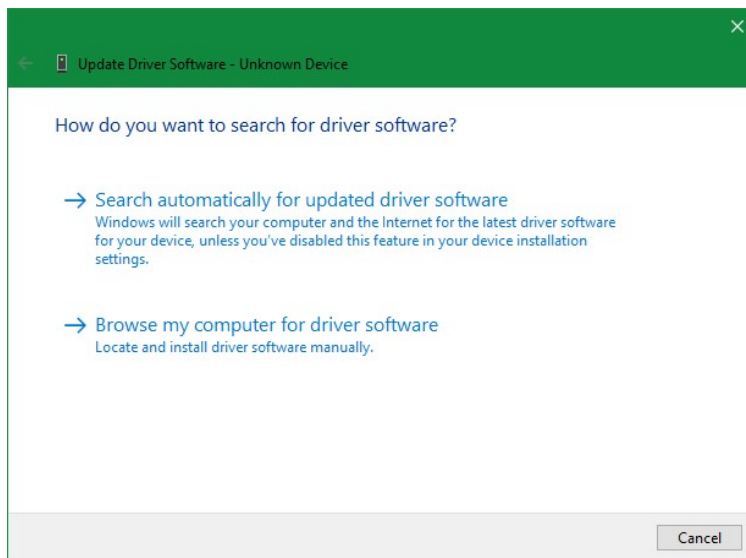 Update Driver Software - Unknown Device
How do you want to search for driver software?
Search automatically for updated driver software
Windows will search your computer and the Internet for the latest driver software
for your device, unless you've disabled this feature in your device installation
settings.
Browse my computer for driver software
Locate and install driver software manually.
Cancel